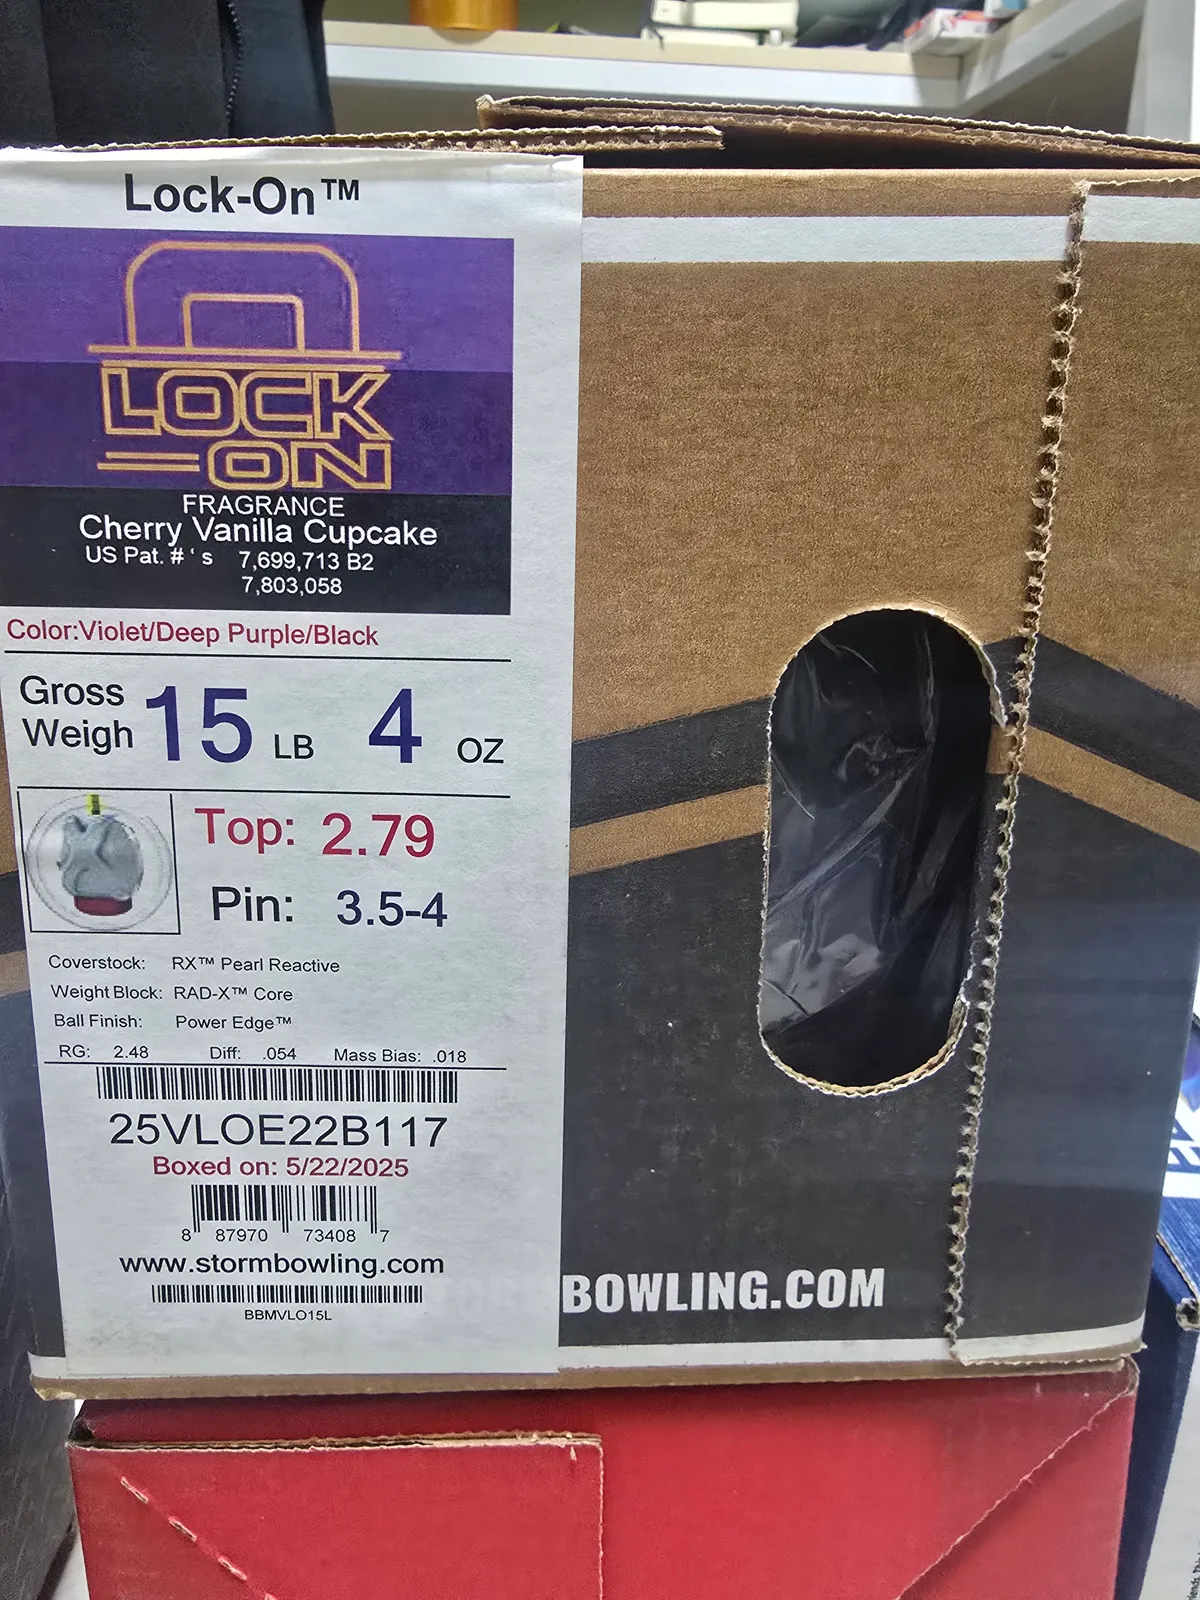 Lock-On™
LOCK
ON
FRAGRANCE
Cherry Vanilla Cupcake
US Pat. # ' s 7,699,713 B2
7,803,058
Color:Violet/Deep Purple/Black
Gross
Weigh 15 LB 4 OZ
Top: 2.79
Pin: 3.5-4
Coverstock: RX™ Pearl Reactive
Weight Block: RAD-X™ Core
Ball Finish: Power Edge™
RG: 2.48 Diff: .054 Mass Bias: .018
25VLOE22B117
Boxed on: 5/22/2025
8 87970 73408 7
www.stormbowling.com
BBMVLO15L
BOWLING.COM